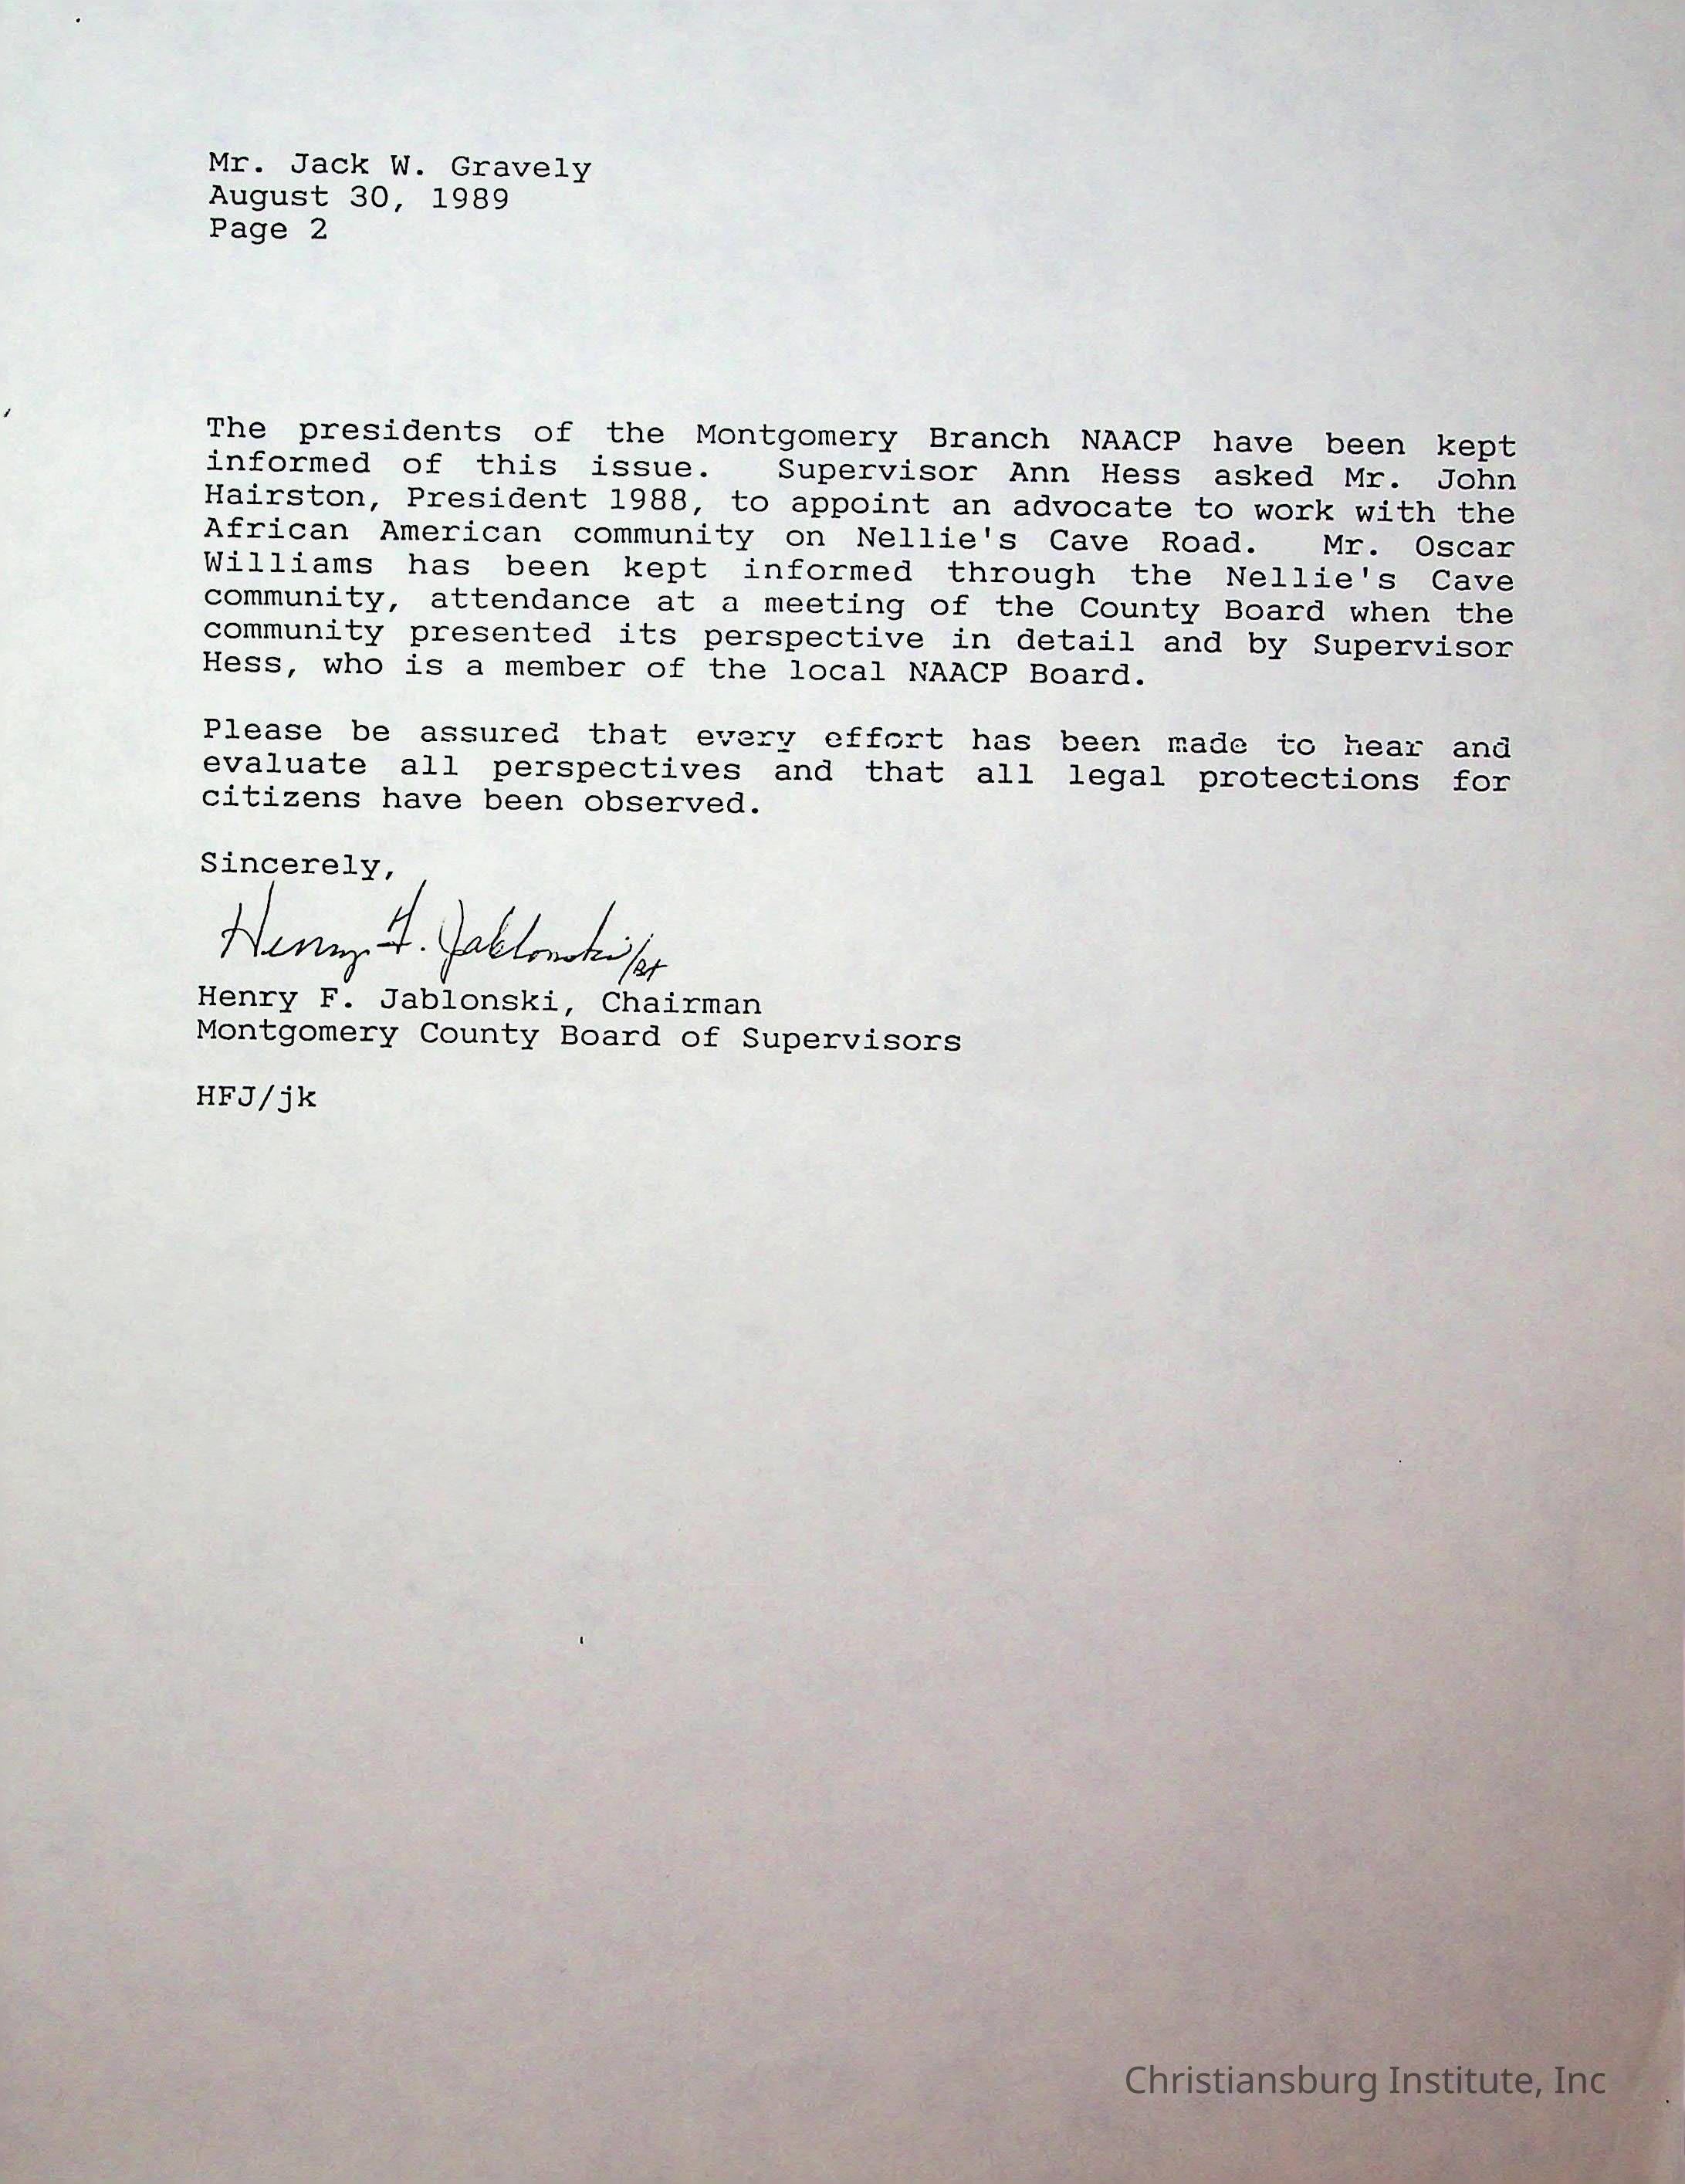 Mr. Jack W. Gravely
August 30, 1989
Page 2
The presidents of the Montgomery Branch NAACP have been kept
informed of this issue. Supervisor Ann Hess asked Mr. John
Hairston, President 1988, to appoint an advocate to work with the
African American community on Nellie's Cave Road. Mr. Oscar
Williams has been kept informed through the Nellie's Cave
community, attendance at a meeting of the County Board when the
community presented its perspective in detail and by Supervisor
Hess, who is a member of the local NAACP Board.
Please be assured that every effort has been made to hear and
evaluate all perspectives and that all legal protections for
citizens have been observed.
Sincerely,
Henry F. Jablonski
Henry F. Jablonski, Chairman
Montgomery County Board of Supervisors
HFJ/jk
Christiansburg Institute, Inc